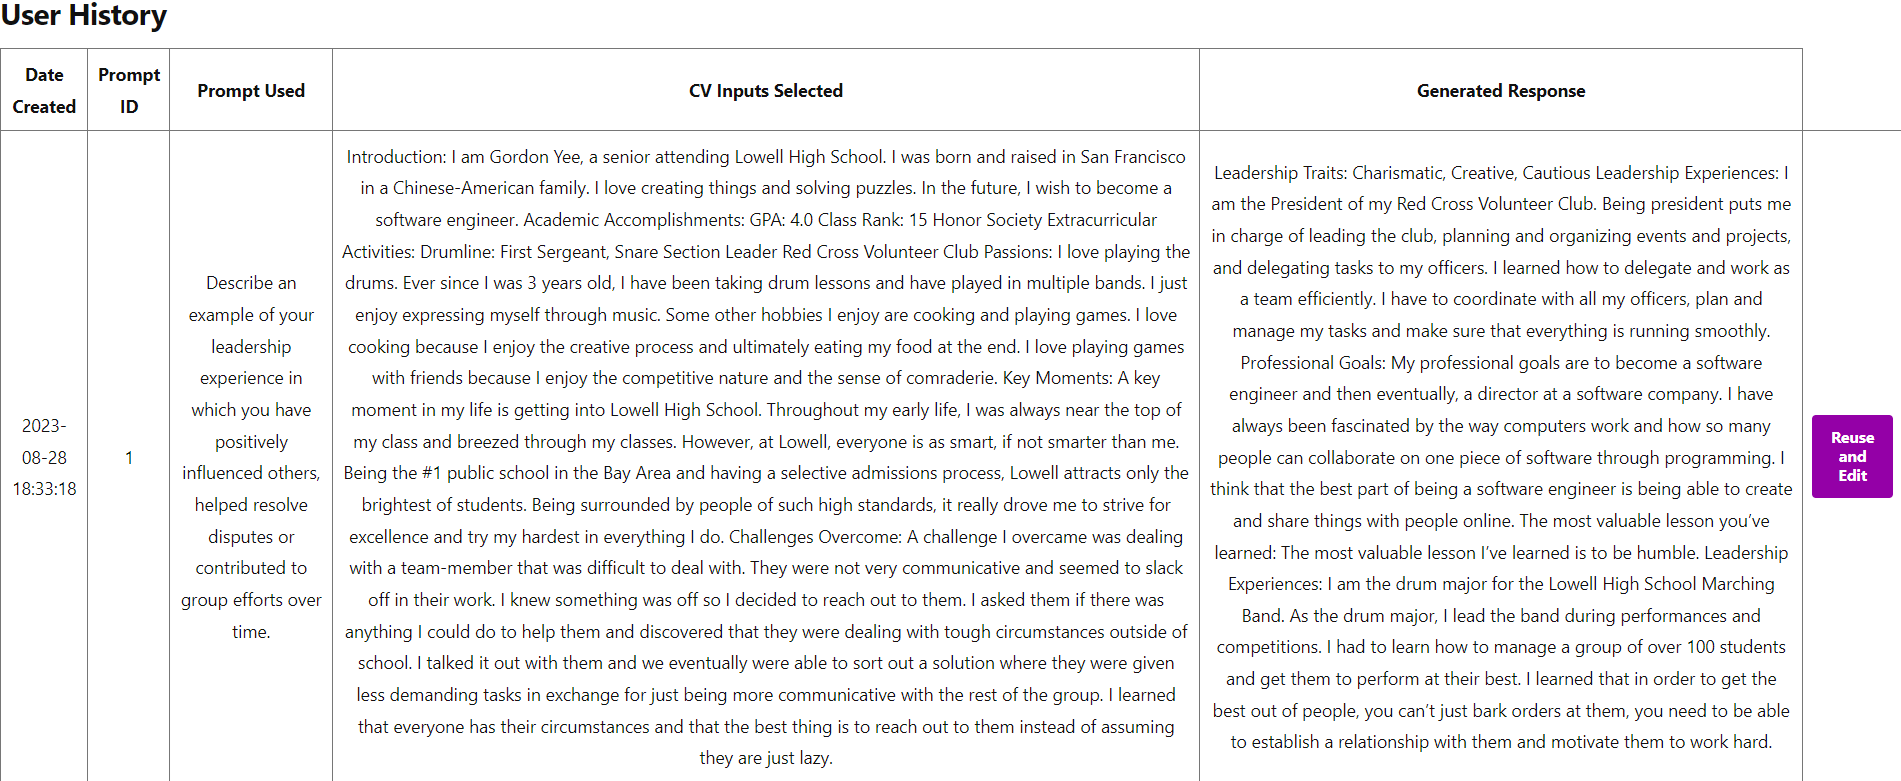 User History
Date Created
Prompt ID
Prompt Used
CV Inputs Selected
Generated Response
2023-
08-28
18:33:18
1
Describe an
example of your
leadership
experience in
which you have
positively
influenced others,
helped resolve
disputes or
contributed to
group efforts over
time.
Introduction: I am Gordon Yee, a senior attending Lowell High School. I was born and raised in San Francisco
in a Chinese-American family. I love creating things and solving puzzles. In the future, I wish to become a
software engineer. Academic Accomplishments: GPA: 4.0 Class Rank: 15 Honor Society Extracurricular
Activities: Drumline: First Sergeant, Snare Section Leader Red Cross Volunteer Club Passions: I love playing the
drums. Ever since I was 3 years old, I have been taking drum lessons and have played in multiple bands. I just
enjoy expressing myself through music. Some other hobbies I enjoy are cooking and playing games. I love
cooking because I enjoy the creative process and ultimately eating my food at the end. I love playing games
with friends because I enjoy the competitive nature and the sense of comraderie. Key Moments: A key
moment in my life is getting into Lowell High School. Throughout my early life, I was always near the top of
my class and breezed through my classes. However, at Lowell, everyone is as smart, if not smarter than me.
Being the #1 public school in the Bay Area and having a selective admissions process, Lowell attracts only the
brightest of students. Being surrounded by people of such high standards, it really drove me to strive for
excellence and try my hardest in everything I do. Challenges Overcome: A challenge I overcame was dealing
with a team-member that was difficult to deal with. They were not very communicative and seemed to slack
off in their work. I knew something was off so I decided to reach out to them. I asked them if there was
anything I could do to help them and discovered that they were dealing with tough circumstances outside of
school. I talked it out with them and we eventually were able to sort out a solution where they were given
less demanding tasks in exchange for just being more communicative with the rest of the group. I learned
that everyone has their circumstances and that the best thing is to reach out to them instead of assuming
they are just lazy.
Leadership Traits: Charismatic, Creative, Cautious Leadership Experiences: I
am the President of my Red Cross Volunteer Club. Being president puts me
in charge of leading the club, planning and organizing events and projects,
and delegating tasks to my officers. I learned how to delegate and work as
a team efficiently. I have to coordinate with all my officers, plan and
manage my tasks and make sure that everything is running smoothly.
Professional Goals: My professional goals are to become a software
engineer and then eventually, a director at a software company. I have
always been fascinated by the way computers work and how so many
people can collaborate on one piece of software through programming. I
think that the best part of being a software engineer is being able to create
and share things with people online. The most valuable lesson you’ve
learned: The most valuable lesson I’ve learned is to be humble. Leadership
Experiences: I am the drum major for the Lowell High School Marching
Band. As the drum major, I lead the band during performances and
competitions. I had to learn how to manage a group of over 100 students
and get them to perform at their best. I learned that in order to get the
best out of people, you can’t just bark orders at them, you need to be able
to establish a relationship with them and motivate them to work hard.
Reuse
and
Edit